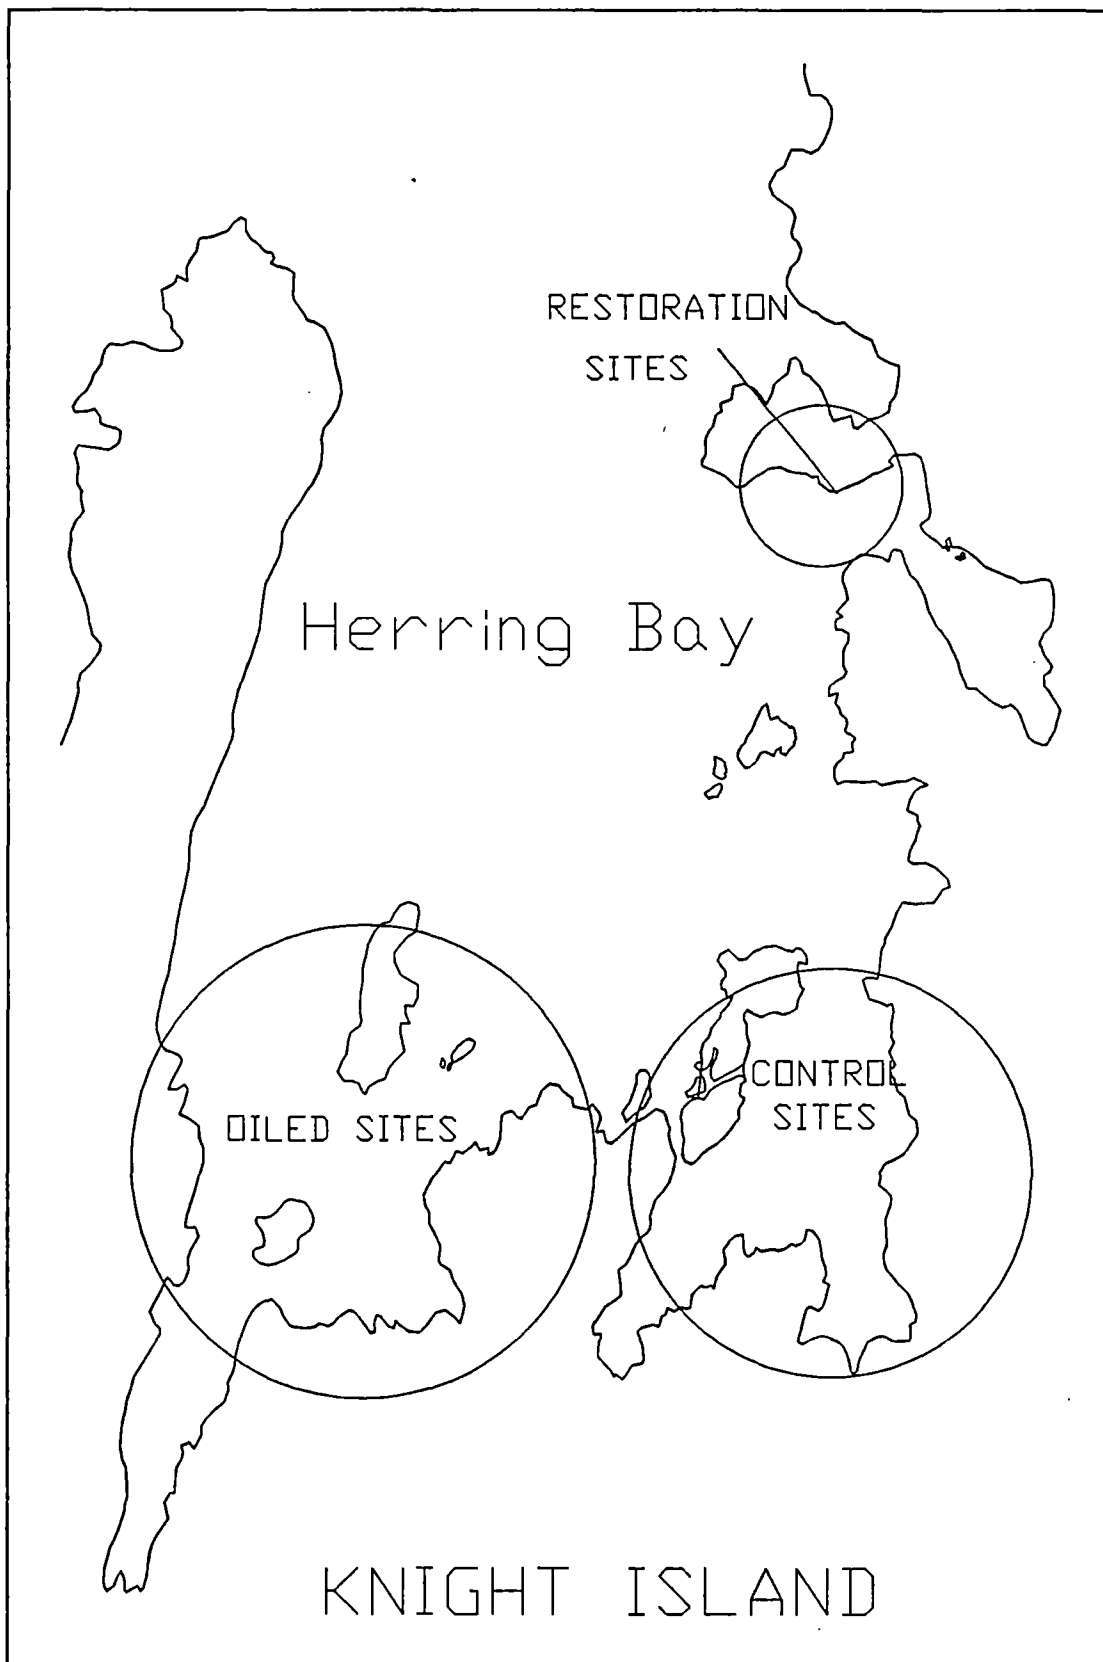 RESTORATION
SITES
Herring Bay
CONTROL
SITES
OILED SITES
KNIGHT ISLAND